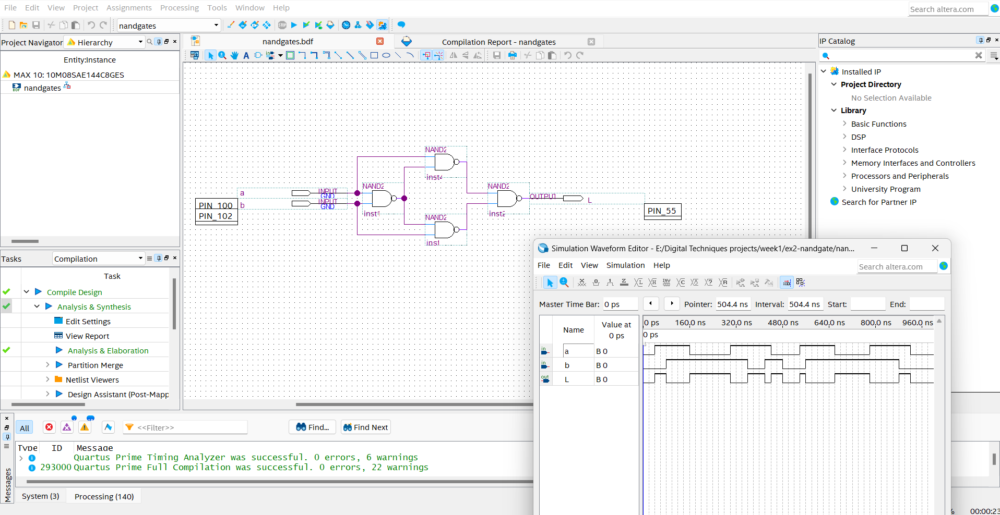 File Edit View Project Assignments Processing Tools Window Help
Search altera.com
nandgates
Project Navigator Hierarchy
nandgates.bdf
Compilation Report - nandgates
IP Catalog
Entity:Instance
MAX 10: 10M08SAE144C8GES
nandgates
Installed IP
Project Directory
No Selection Available
Library
Basic Functions
DSP
Interface Protocols
Memory Interfaces and Controllers
Processors and Peripherals
University Program
Search for Partner IP
NAND2
inst4
NAND2
inst1
NAND2
inst
NAND2
inst2
a
INPUT
GND
b
INPUT
GND
PIN_100
PIN_102
OUTPUT
L
PIN_55
Tasks Compilation
Task
Compile Design
Analysis & Synthesis
Edit Settings
View Report
Analysis & Elaboration
Partition Merge
Netlist Viewers
Design Assistant (Post-Mapp
Simulation Waveform Editor - E:/Digital Techniques projects/week1/ex2-nandgate/nan...
File Edit View Simulation Help
Search altera.com
Master Time Bar: 0 ps Pointer: 504.4 ns Interval: 504.4 ns Start: End:
Name Value at
0 ps
0 ps 160.0 ns 320.0 ns 480.0 ns 640.0 ns 800.0 ns 960.0 ns
0 ps
in a B 0
in b B 0
out L B 0
All <<Filter>> Find... Find Next
Type ID Message
Quartus Prime Timing Analyzer was successful. 0 errors, 6 warnings
293000 Quartus Prime Full Compilation was successful. 0 errors, 22 warnings
Messages
System (3) Processing (140)
% 00:00:23